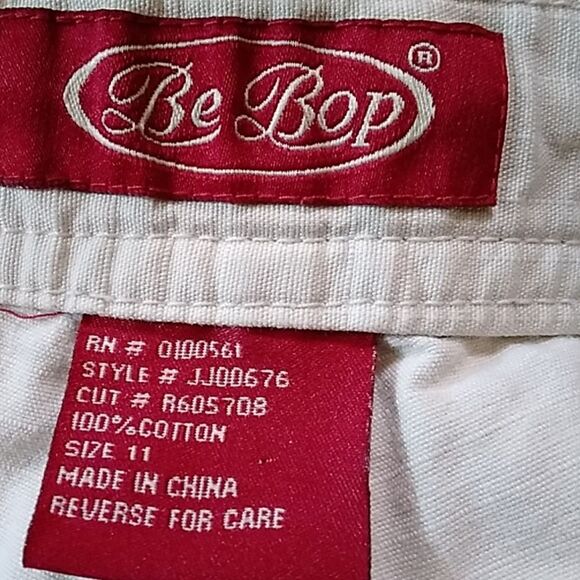 Be Bop ®
RN # 0100561
STYLE # JJ00676
CUT # R605708
100% COTTON
SIZE 11
MADE IN CHINA
REVERSE FOR CARE